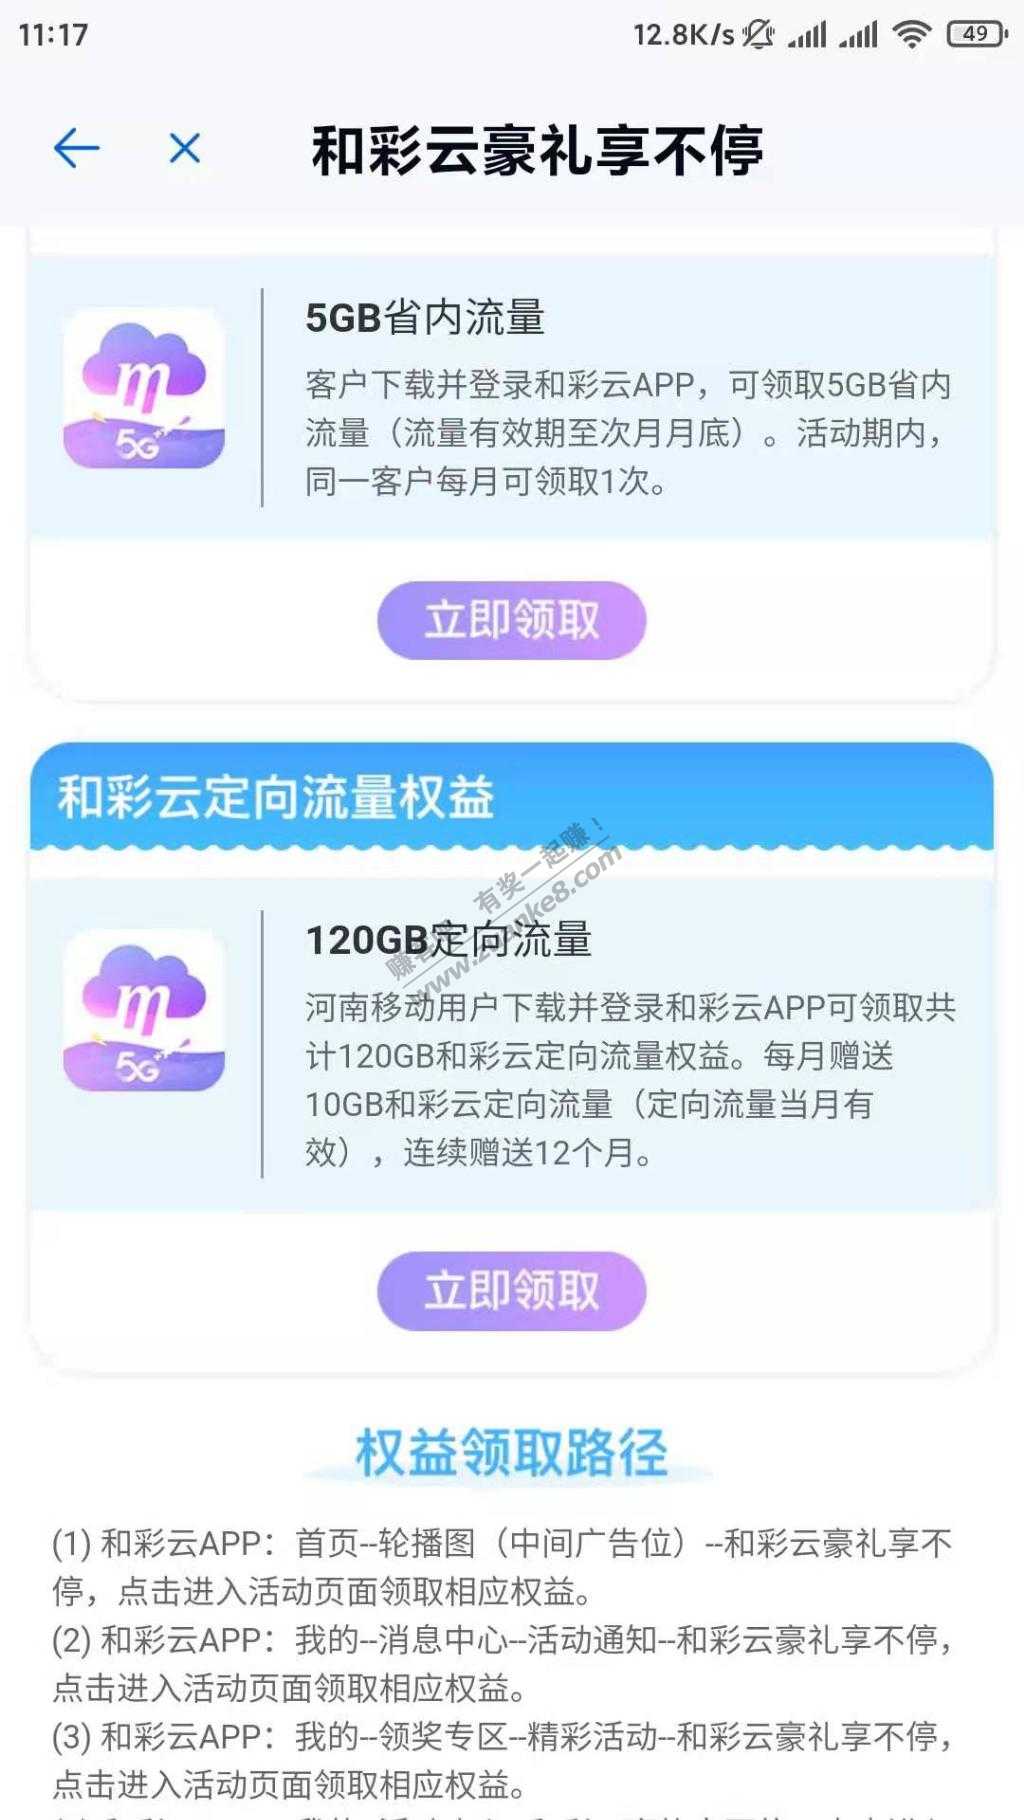 11:17
12.8K/s
49
和彩云豪礼享不停
5GB省内流量
客户下载并登录和彩云APP，可领取5GB省内
流量（流量有效期至次月月底）。活动期内，
同一客户每月可领取1次。
m
5G
立即领取
和彩云定向流量权益
有奖一起赚！
赚客吧
www.zuanke8.com
120GB定向流量
河南移动用户下载并登录和彩云APP可领取共
计120GB和彩云定向流量权益。每月赠送
10GB和彩云定向流量（定向流量当月有
效），连续赠送12个月。
m
5G
立即领取
权益领取路径
(1) 和彩云APP：首页--轮播图（中间广告位）--和彩云豪礼享不
停，点击进入活动页面领取相应权益。
(2) 和彩云APP：我的--消息中心--活动通知--和彩云豪礼享不停，
点击进入活动页面领取相应权益。
(3) 和彩云APP：我的--领奖专区--精彩活动--和彩云豪礼享不停，
点击进入活动页面领取相应权益。